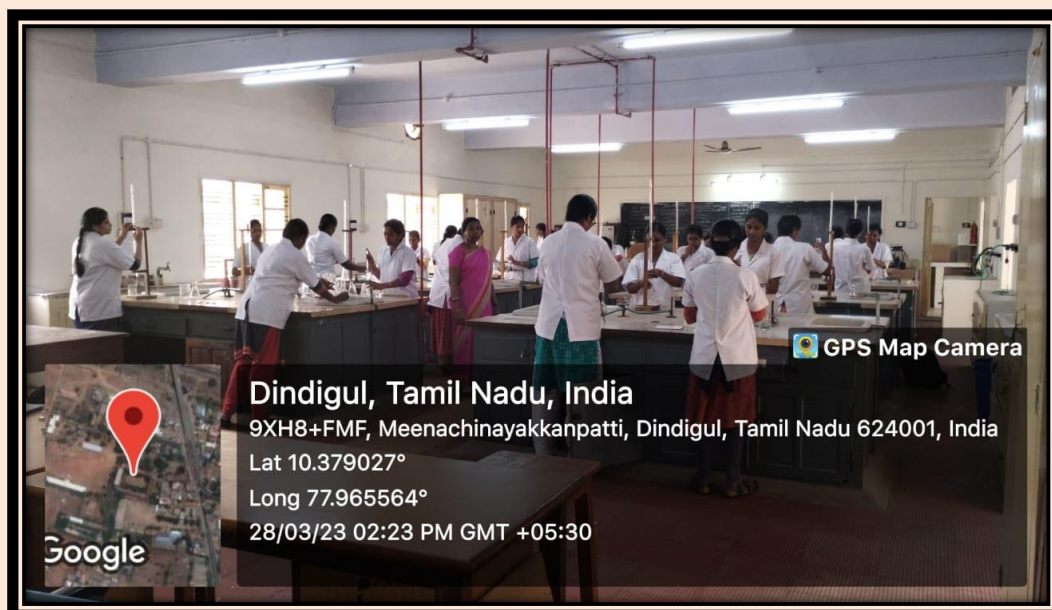 GPS Map Camera
Dindigul, Tamil Nadu, India
9XH8+FMF, Meenachinayakkanpatti, Dindigul, Tamil Nadu 624001, India
Lat 10.379027°
Long 77.965564°
28/03/23 02:23 PM GMT +05:30
Google